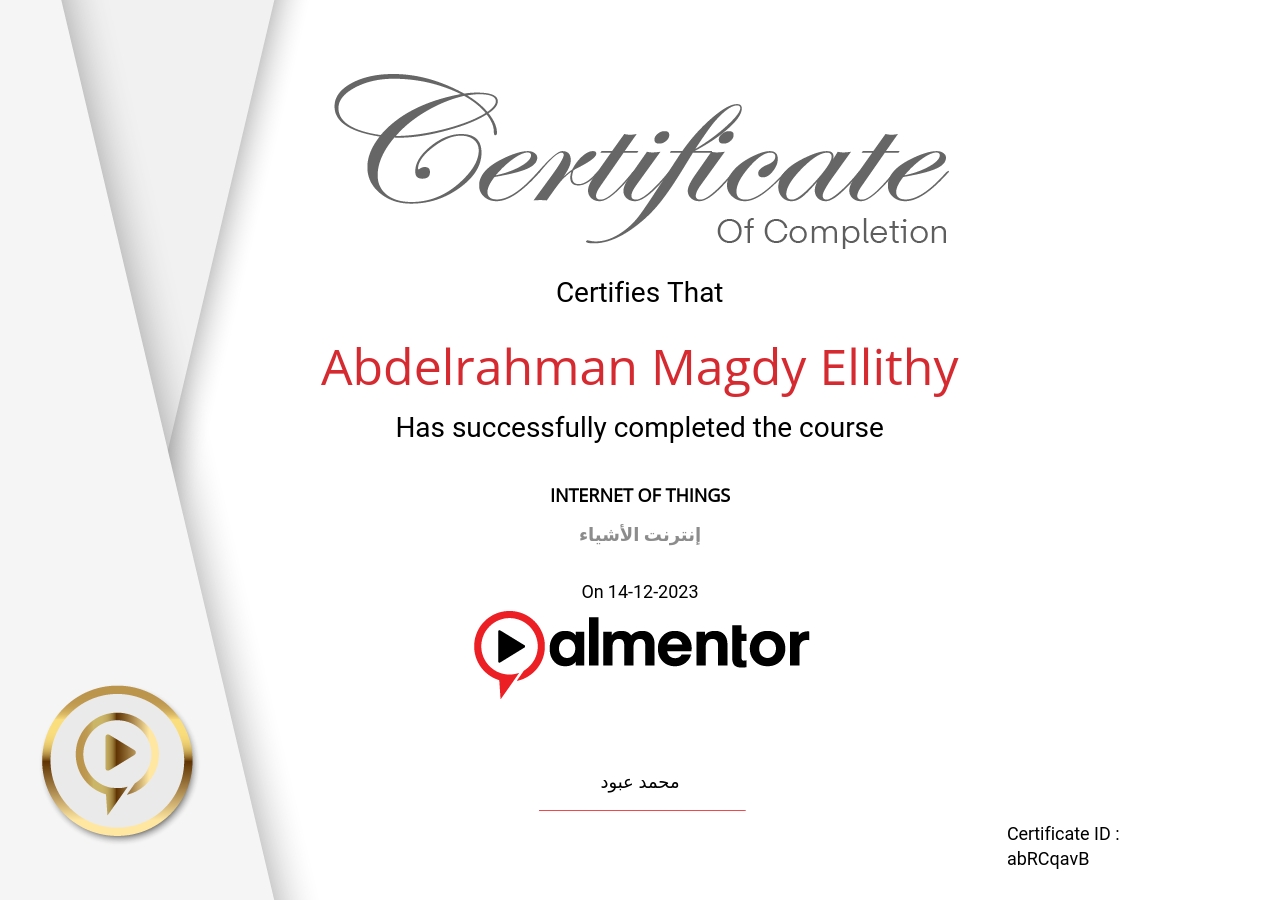 Certificate
Of Completion
Certifies That
Abdelrahman Magdy Ellithy
Has successfully completed the course
INTERNET OF THINGS
إنترنت الأشياء
On 14-12-2023
almentor
محمد عبود
Certificate ID :
abRCqavB